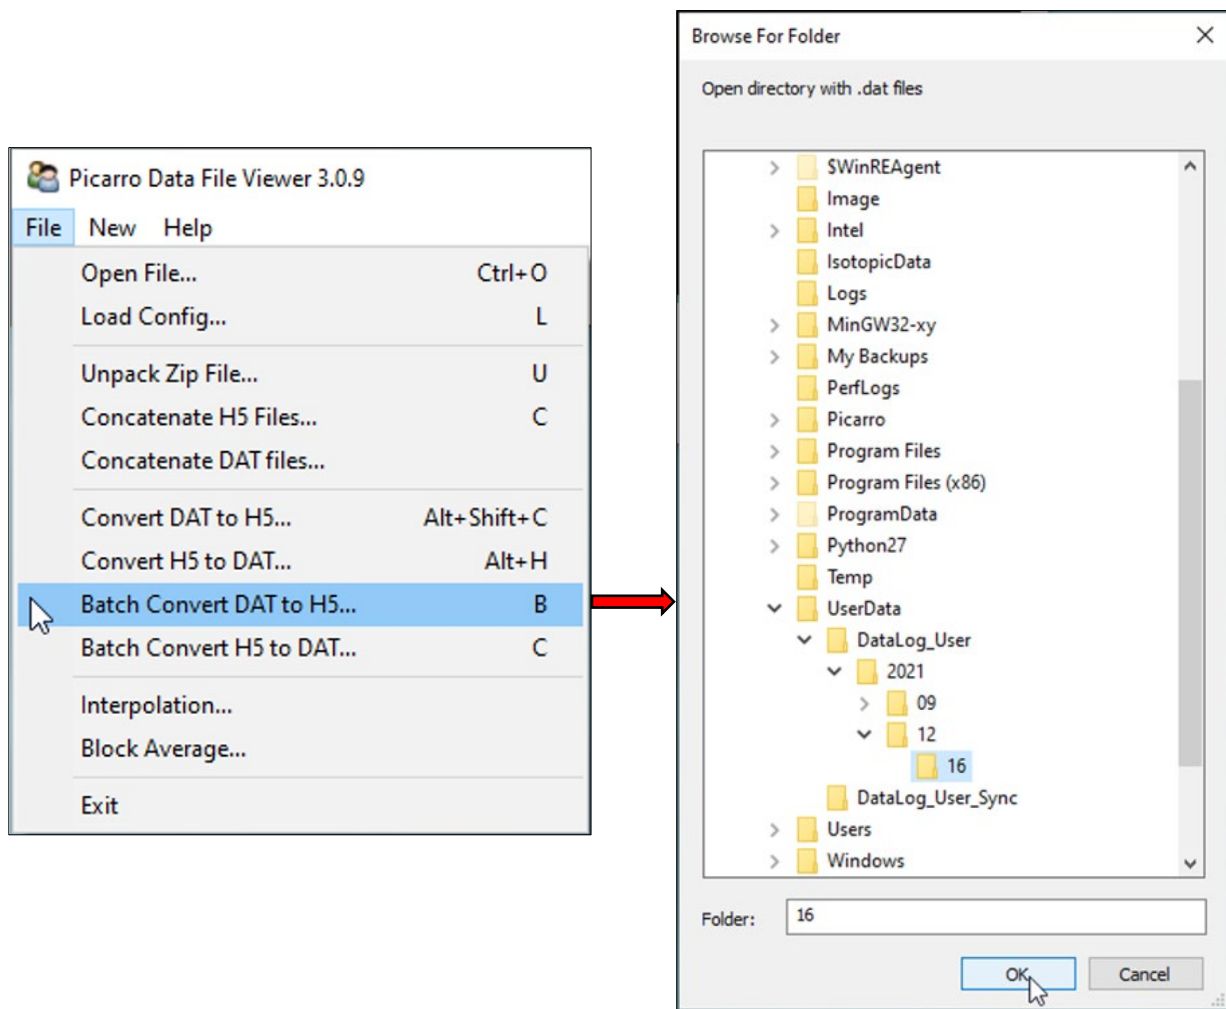 Picarro Data File Viewer 3.0.9
File New Help
Open File... Ctrl+O
Load Config... L
Unpack Zip File... U
Concatenate H5 Files... C
Concatenate DAT files...
Convert DAT to H5... Alt+Shift+C
Convert H5 to DAT... Alt+H
Batch Convert DAT to H5... B
Batch Convert H5 to DAT... C
Interpolation...
Block Average...
Exit
Browse For Folder
Open directory with .dat files
$WinREAgent
Image
Intel
IsotopicData
Logs
MinGW32-xy
My Backups
PerfLogs
Picarro
Program Files
Program Files (x86)
ProgramData
Python27
Temp
UserData
DataLog_User
2021
09
12
16
DataLog_User_Sync
Users
Windows
Folder: 16
OK Cancel